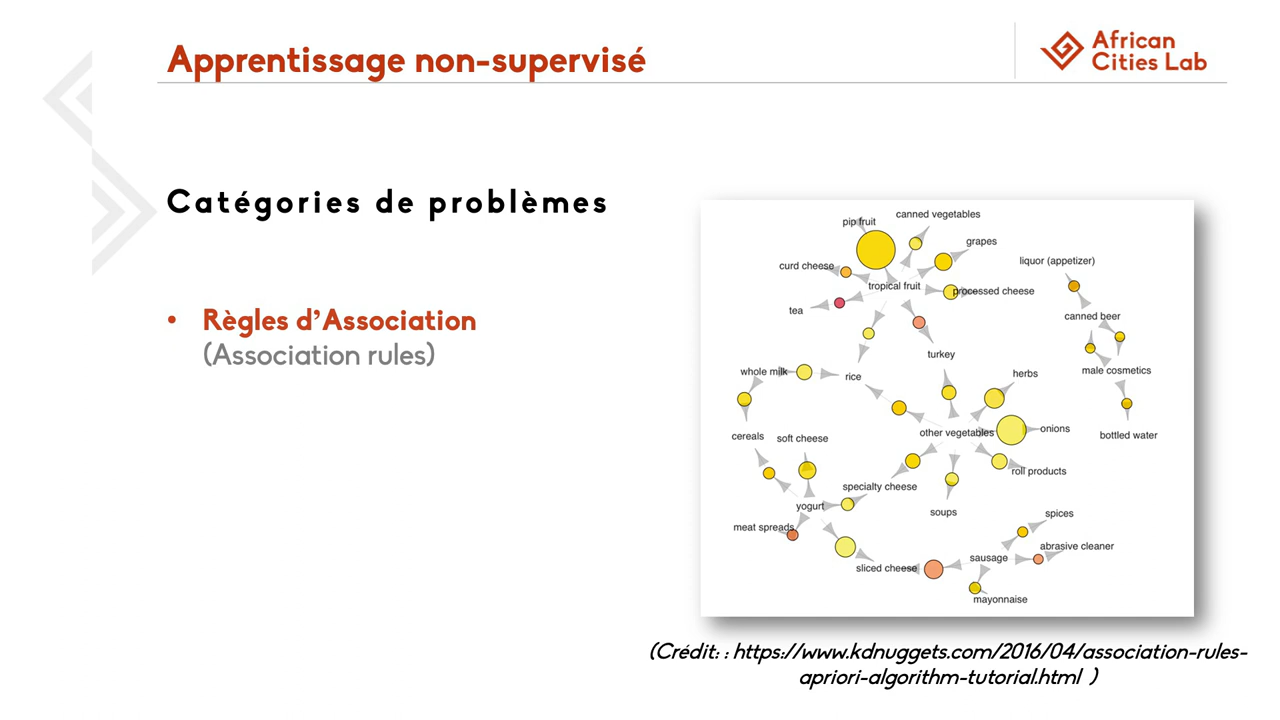 Apprentissage non-supervisé
African
Cities Lab
Catégories de problèmes
• Règles d'Association
(Association rules)
pip fruit
canned vegetables
grapes
curd cheese
tropical fruit
processed cheese
tea
turkey
rice
whole milk
liquor (appetizer)
canned beer
male cosmetics
bottled water
herbs
other vegetables
onions
roll products
cereals
soft cheese
specialty cheese
soups
yogurt
meat spreads
sliced cheese
sausage
spices
abrasive cleaner
mayonnaise
(Crédit: : https://www.kdnuggets.com/2016/04/association-rules-
apriori-algorithm-tutorial.html )